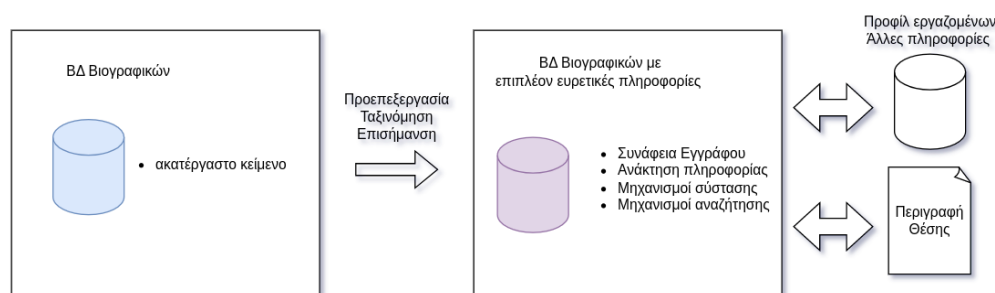 ΒΔ Βιογραφικών
ακατέργαστο κείμενο
Προεπεξεργασία
Ταξινόμηση
Επισήμανση
ΒΔ Βιογραφικών με
επιπλέον ευρετικές πληροφορίες
Συνάφεια Εγγράφου
Ανάκτηση πληροφορίας
Μηχανισμοί σύστασης
Μηχανισμοί αναζήτησης
Προφίλ εργαζομένων
Άλλες πληροφορίες
Περιγραφή
Θέσης